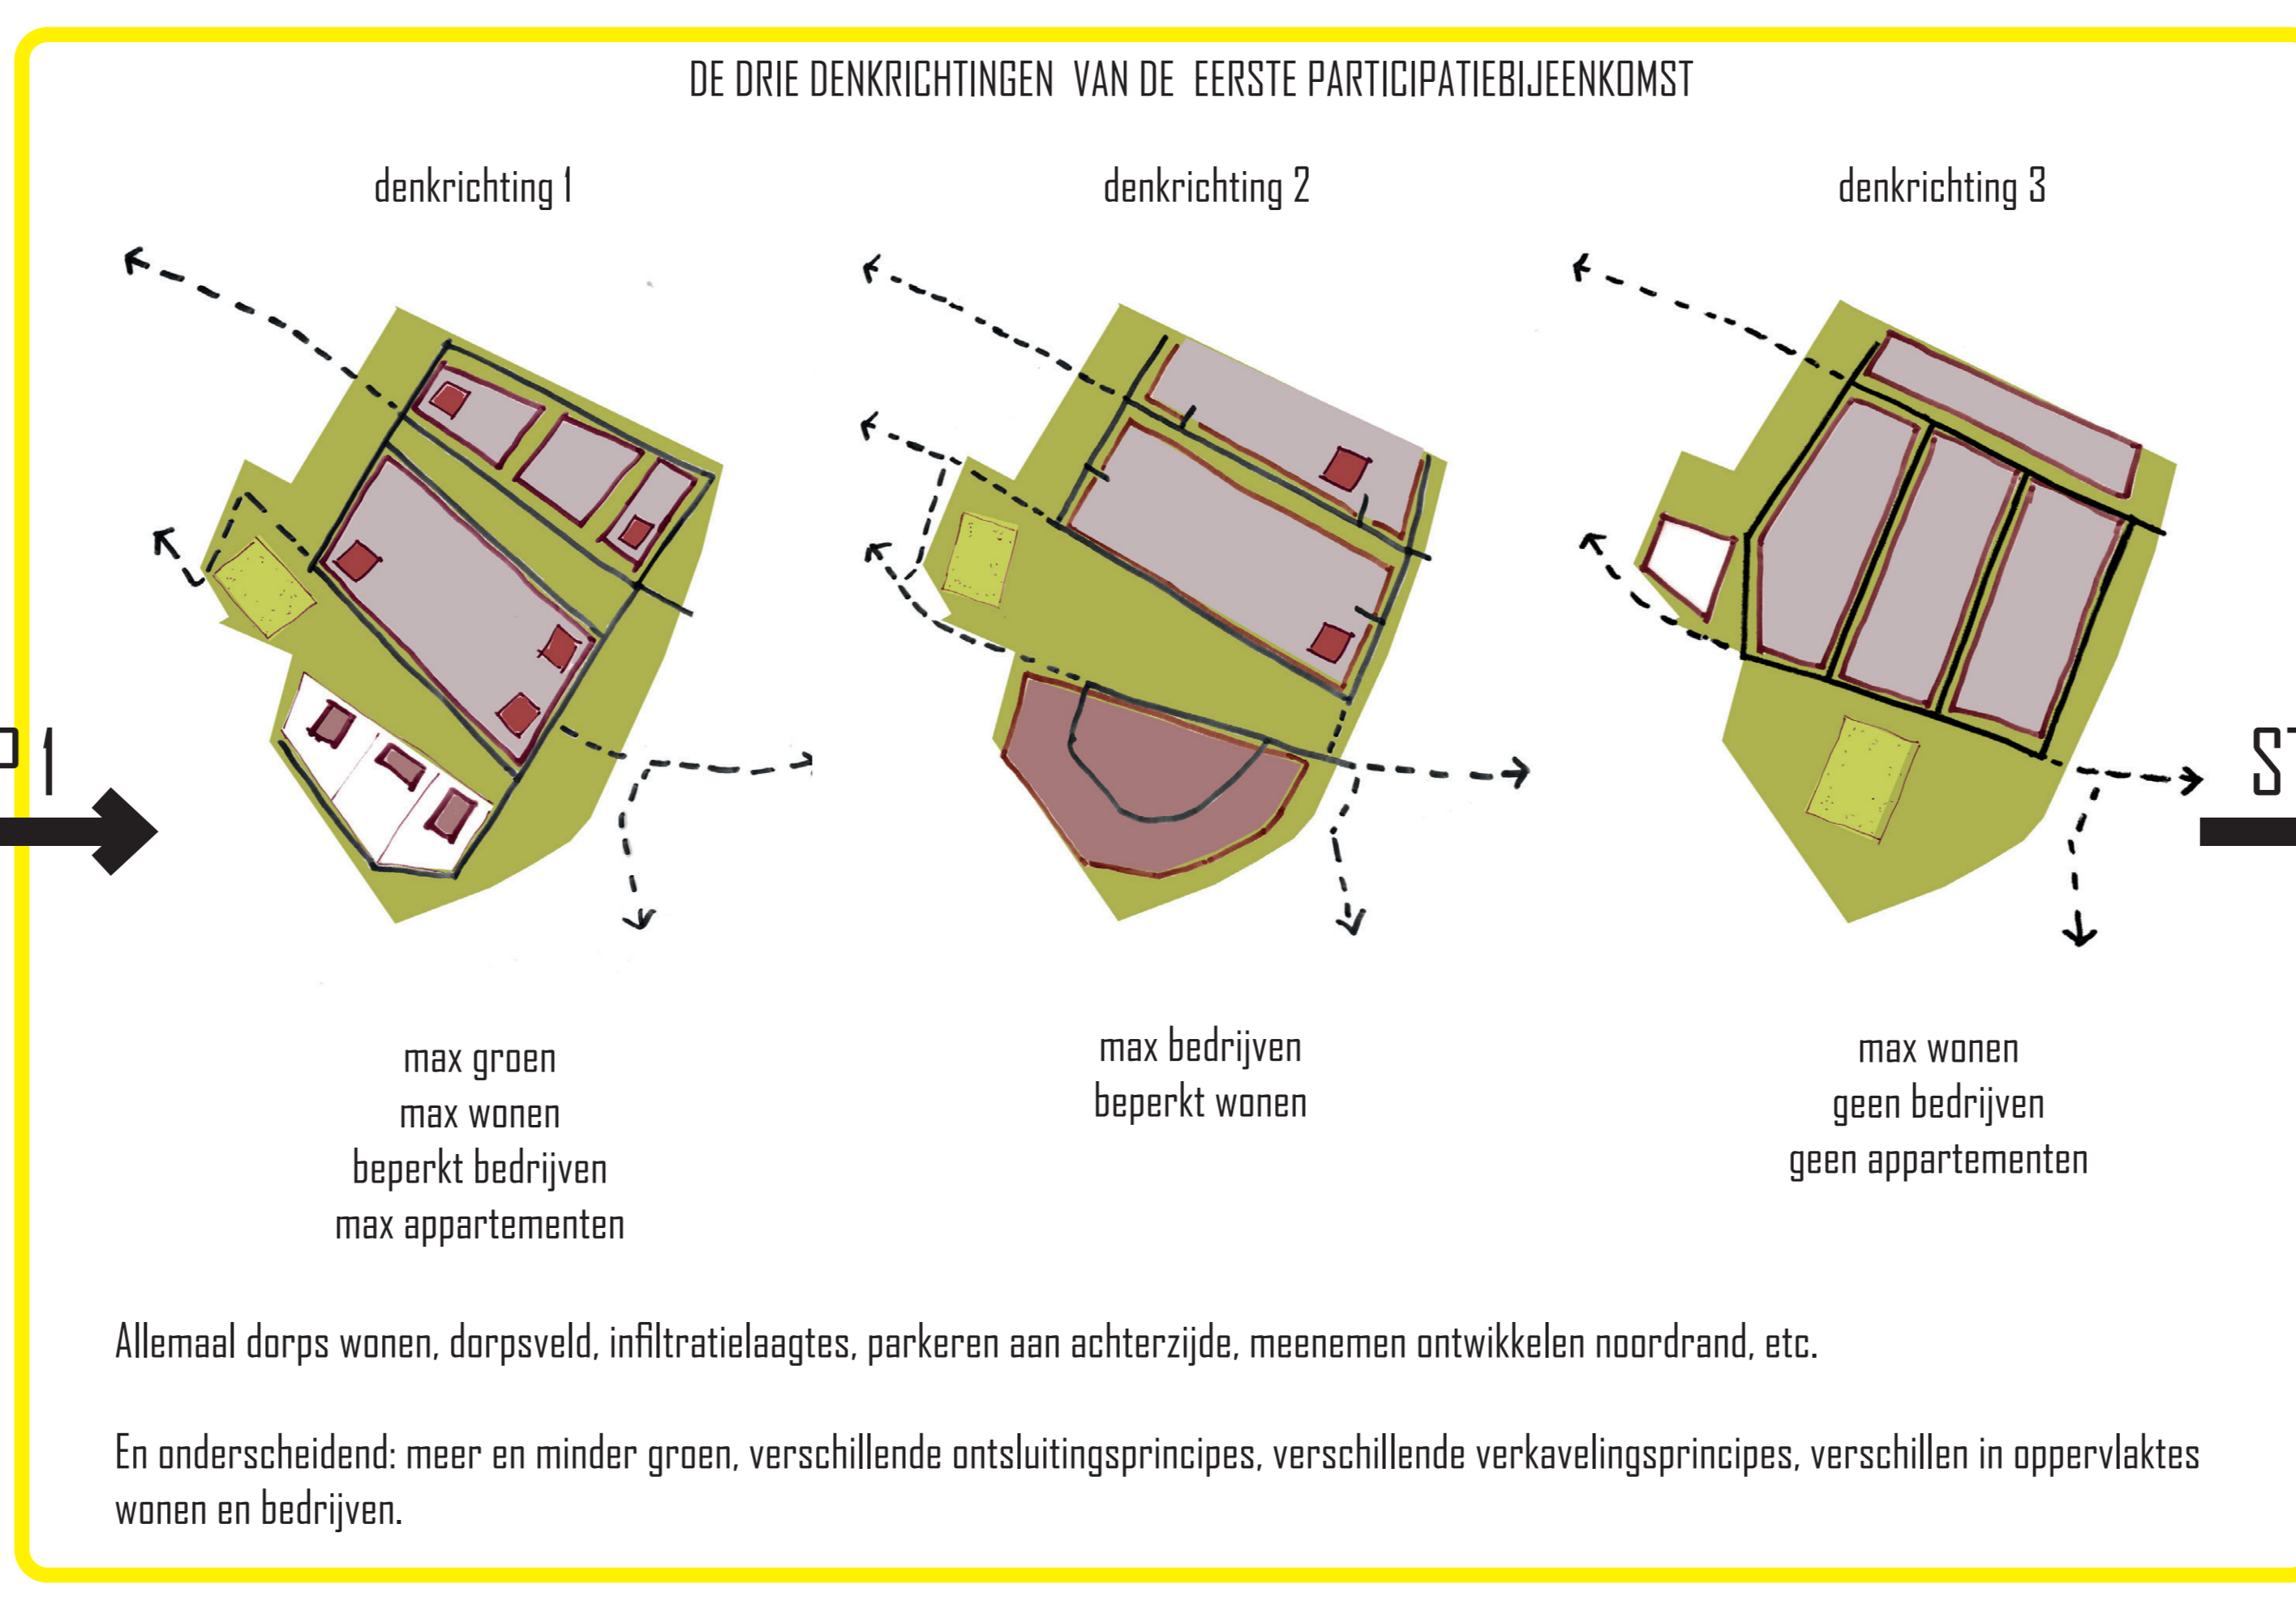 DE DRIE DENKRICHTINGEN VAN DE EERSTE PARTICIPATIEBIJEENKOMST
denkrichting 1
denkrichting 2
denkrichting 3
P 1
ST
max groen
max wonen
beperkt bedrijven
max appartementen
max bedrijven
beperkt wonen
max wonen
geen bedrijven
geen appartementen
Allemaal dorps wonen, dorpsveld, infiltratielaagtes, parkeren aan achterzijde, meenemen ontwikkelen noordrand, etc.
En onderscheidend: meer en minder groen, verschillende ontsluitingsprincipes, verschillende verkavelingsprincipes, verschillen in oppervlaktes
wonen en bedrijven.